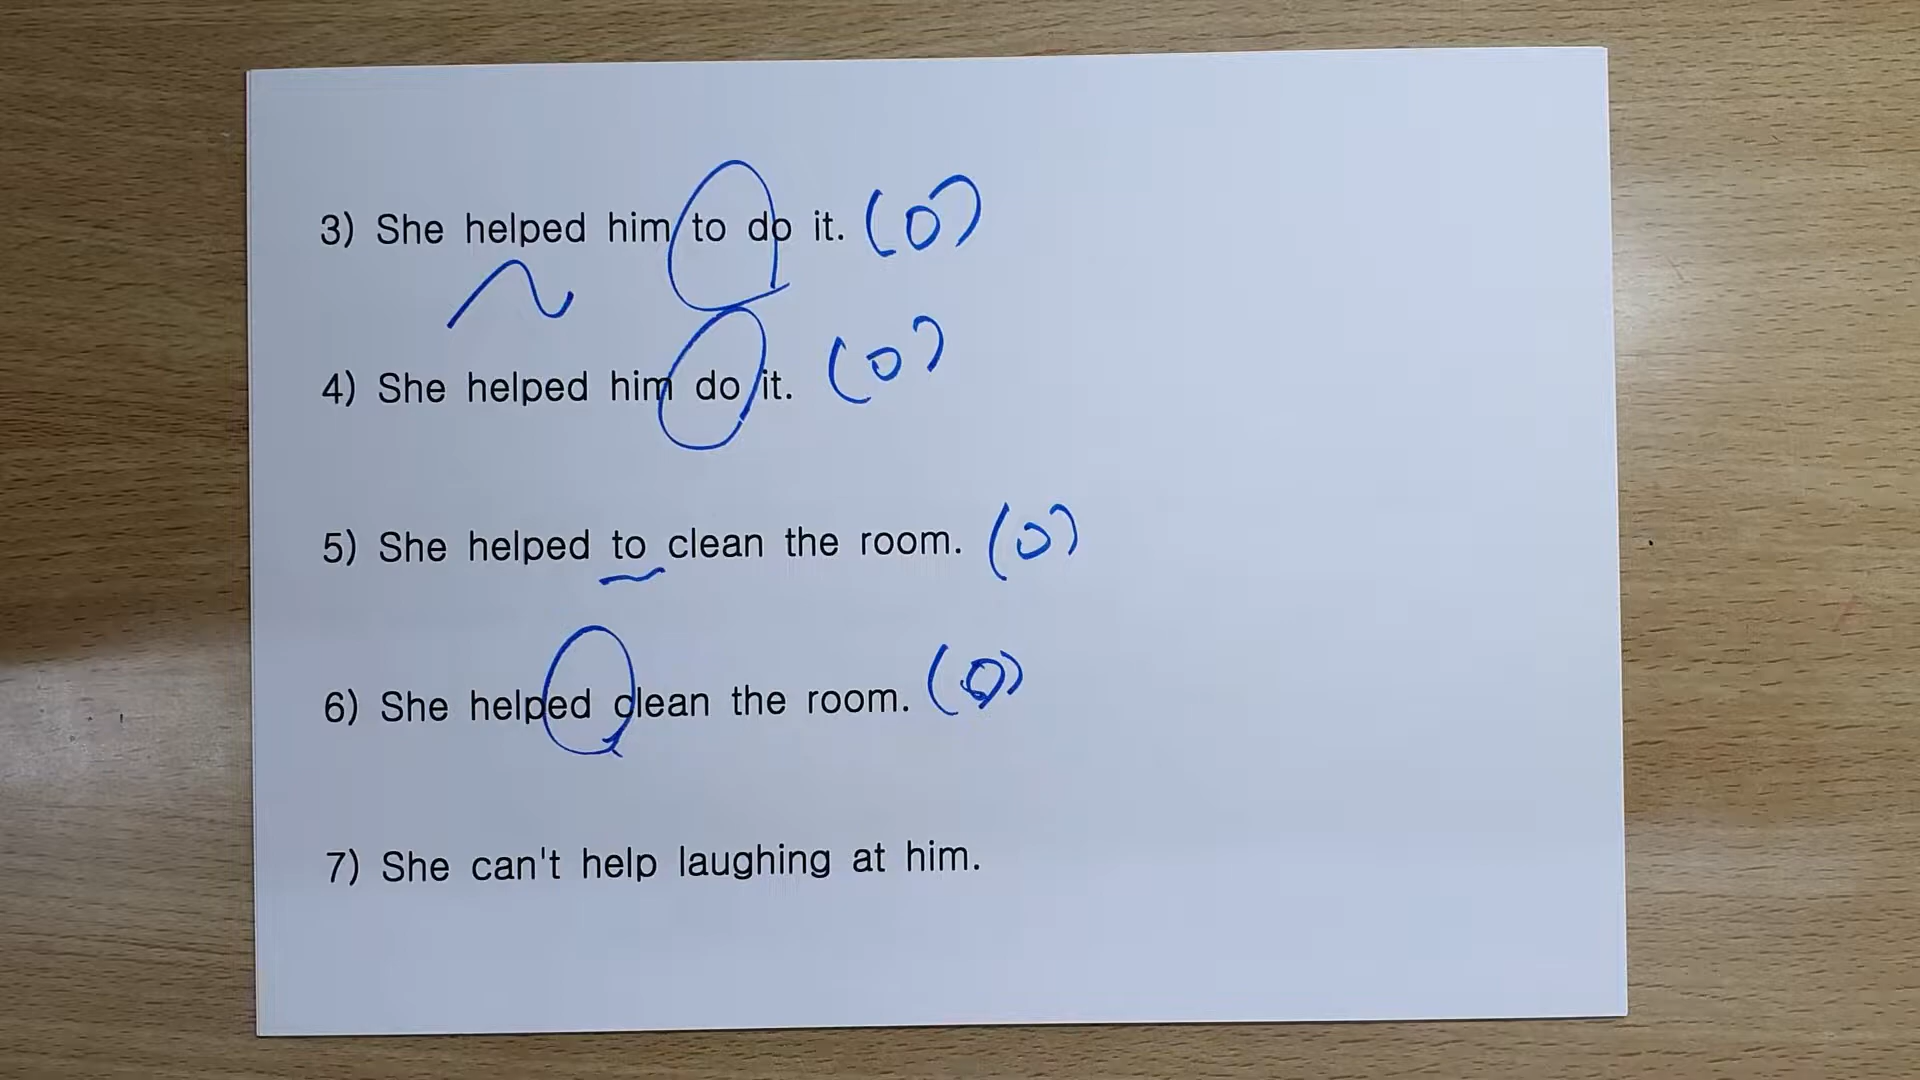 3) She helped him to do it. (O)
4) She helped him do it. (O)
5) She helped to clean the room. (O)
6) She helped clean the room. (O)
7) She can't help laughing at him.